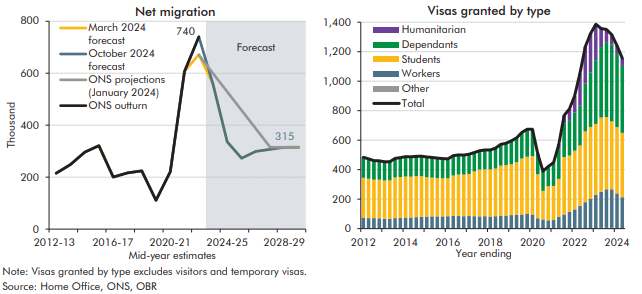 Net migration
Visas granted by type
800
600
400
200
0
Thousand
March 2024
forecast
October 2024
forecast
ONS projections
(January 2024)
ONS outturn
740
Forecast
315
2012-13
2016-17
2020-21
2024-25
2028-29
Mid-year estimates
1,400
1,200
1,000
800
600
400
200
0
Humanitarian
Dependants
Students
Workers
Other
Total
2012
2014
2016
2018
2020
2022
2024
Year ending
Note: Visas granted by type excludes visitors and temporary visas.
Source: Home Office, ONS, OBR